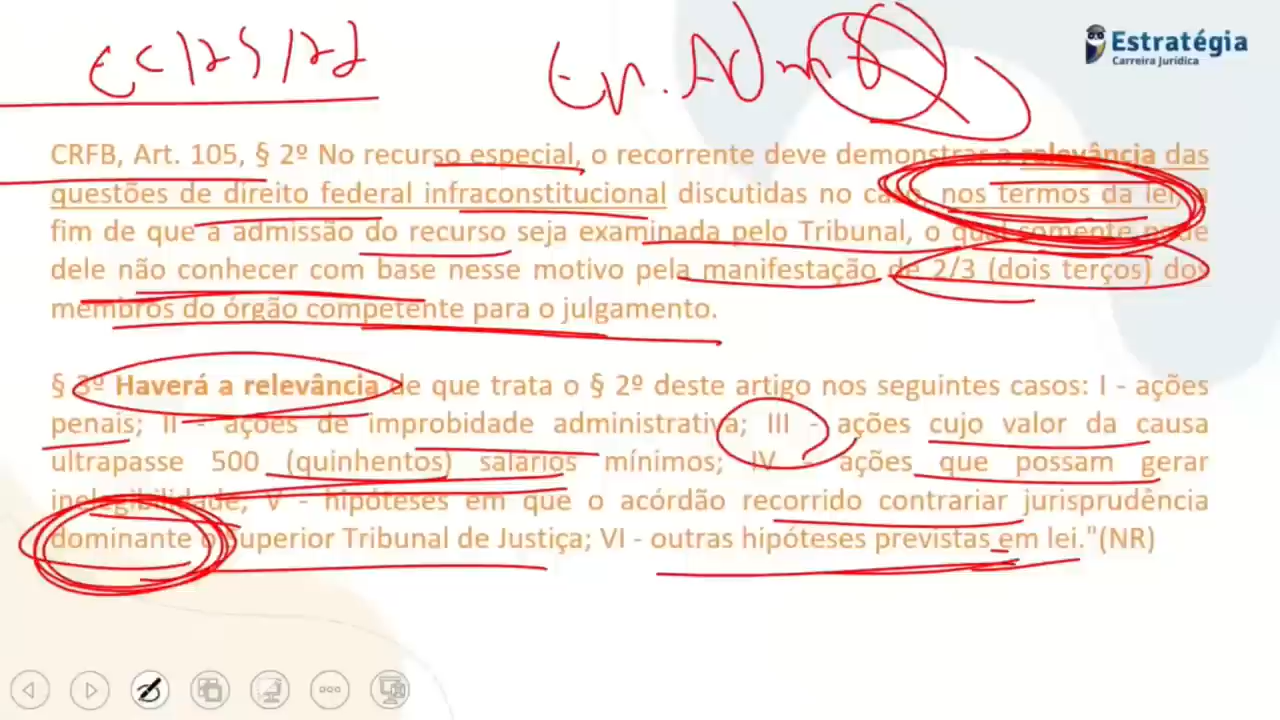 EC 125/22
En. Adm 8
Estratégia
Carreira Jurídica
CRFB, Art. 105, § 2º No recurso especial, o recorrente deve demonstrar a relevância das
questões de direito federal infraconstitucional discutidas no caso, nos termos da lei, a
fim de que a admissão do recurso seja examinada pelo Tribunal, o qual somente pode
dele não conhecer com base nesse motivo pela manifestação de 2/3 (dois terços) dos
membros do órgão competente para o julgamento.
§ 3º Haverá a relevância de que trata o § 2º deste artigo nos seguintes casos: I - ações
penais; II - ações de improbidade administrativa; III - ações cujo valor da causa
ultrapasse 500 (quinhentos) salários mínimos; IV - ações que possam gerar
inelegibilidade; V - hipóteses em que o acórdão recorrido contrariar jurisprudência
dominante do Superior Tribunal de Justiça; VI - outras hipóteses previstas em lei."(NR)